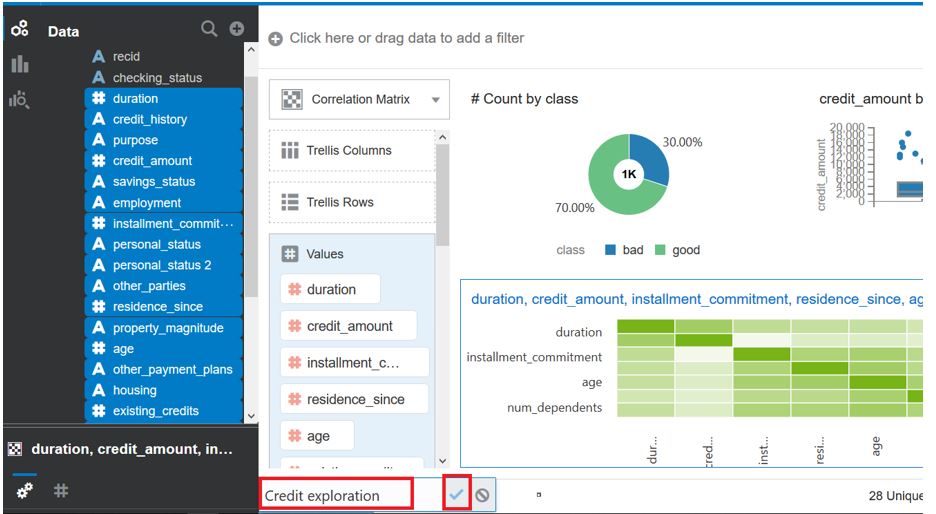 Data
recid
checking_status
duration
credit_history
purpose
credit_amount
savings_status
employment
installment_commit...
personal_status
personal_status 2
other_parties
residence_since
property_magnitude
age
other_payment_plans
housing
existing_credits
duration, credit_amount, in...
Click here or drag data to add a filter
Correlation Matrix
Trellis Columns
Trellis Rows
Values
duration
credit_amount
installment_c...
residence_since
age
Credit exploration
# Count by class
30.00%
1K
70.00%
class bad good
credit_amount b
credit_amount
20,000
18,000
16,000
14,000
12,000
10,000
8,000
6,000
4,000
2,000
0
duration, credit_amount, installment_commitment, residence_since, ag
duration
installment_commitment
age
num_dependents
dur...
cred...
inst...
resi...
age
28 Unique